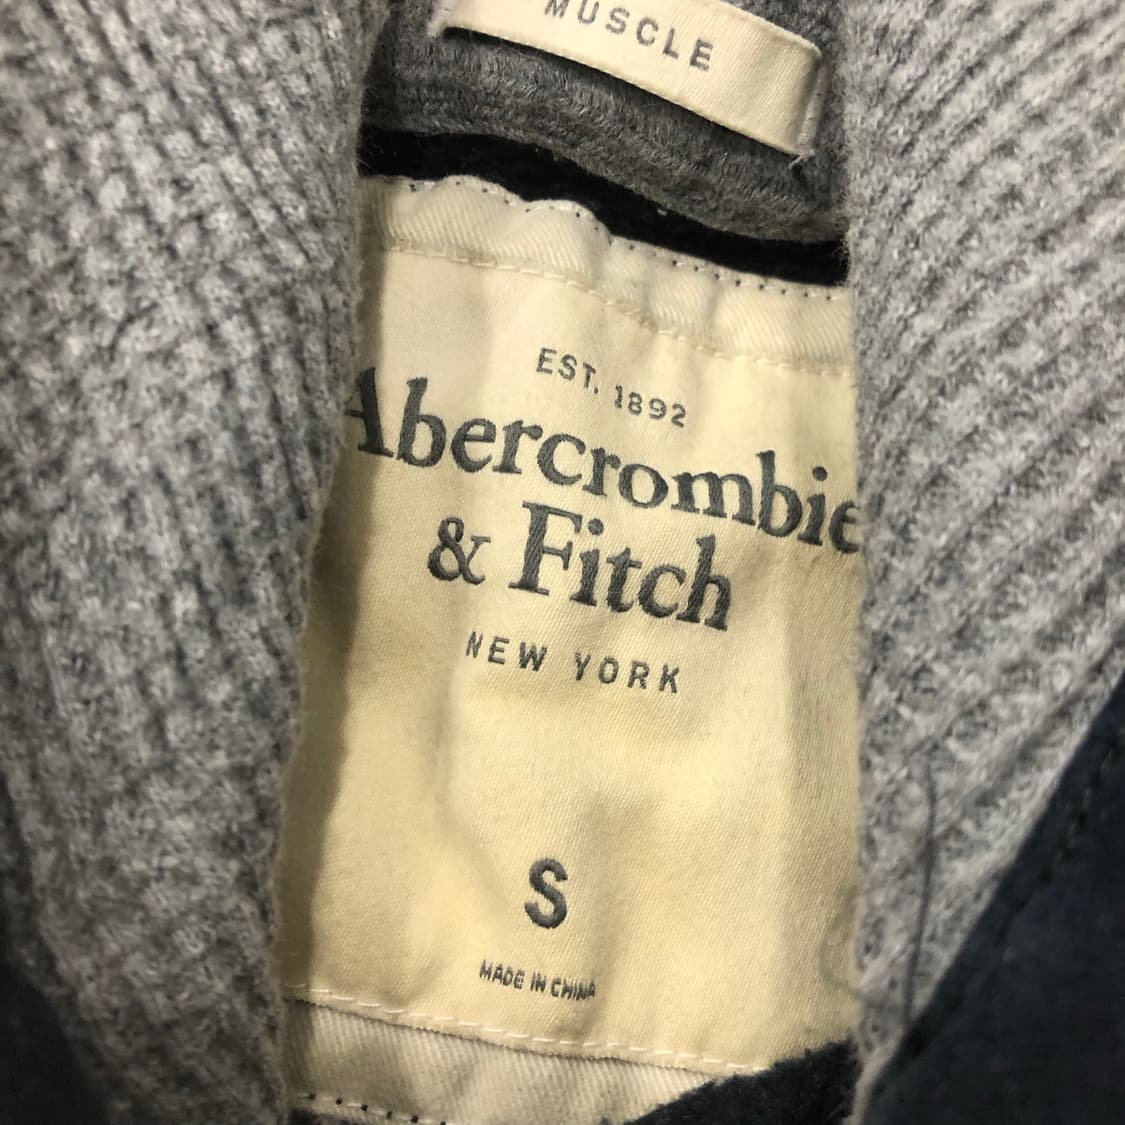 MUSCLE
EST. 1892
Abercrombie
& Fitch
NEW YORK
S
MADE IN CHINA